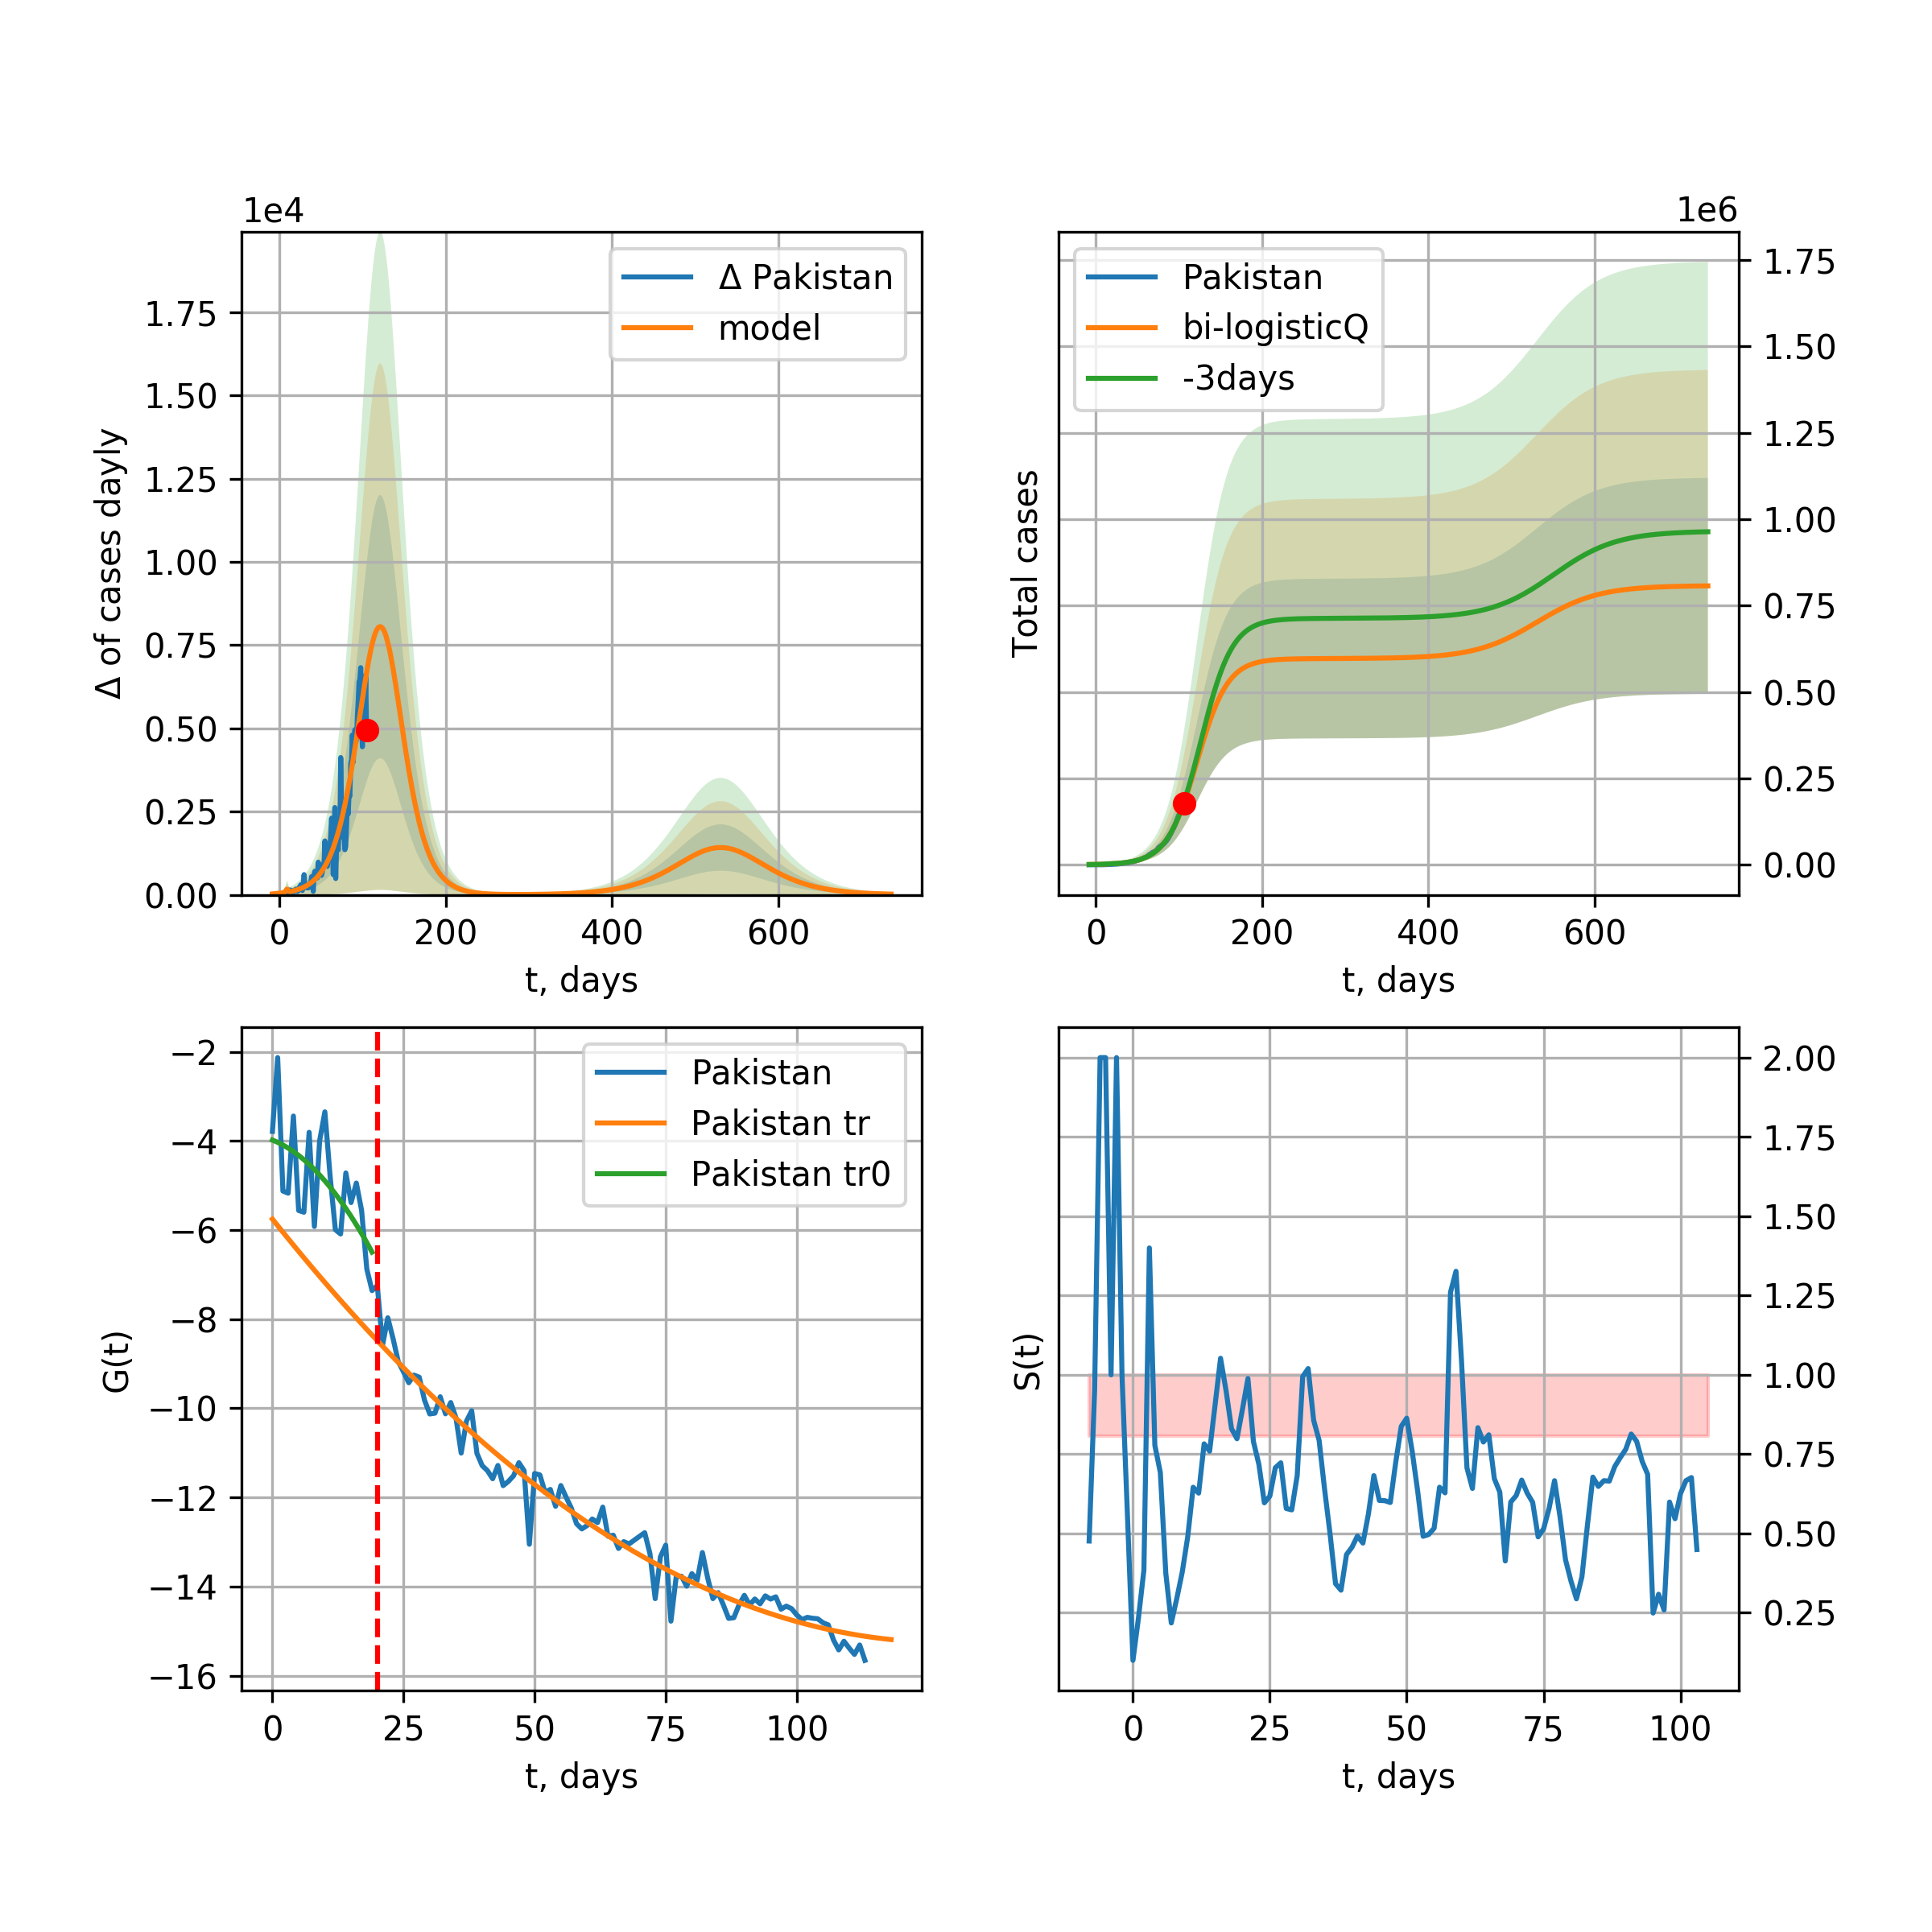 1e4
Δ of cases dayly
1.75
1.50
1.25
1.00
0.75
0.50
0.25
0.00
0 200 400 600
t, days
Δ Pakistan
model
1e6
Total cases
1.75
1.50
1.25
1.00
0.75
0.50
0.25
0.00
0 200 400 600
t, days
Pakistan
bi-logisticQ
-3days
G(t)
−2
−4
−6
−8
−10
−12
−14
−16
0 25 50 75 100
t, days
Pakistan
Pakistan tr
Pakistan tr0
S(t)
2.00
1.75
1.50
1.25
1.00
0.75
0.50
0.25
0 25 50 75 100
t, days